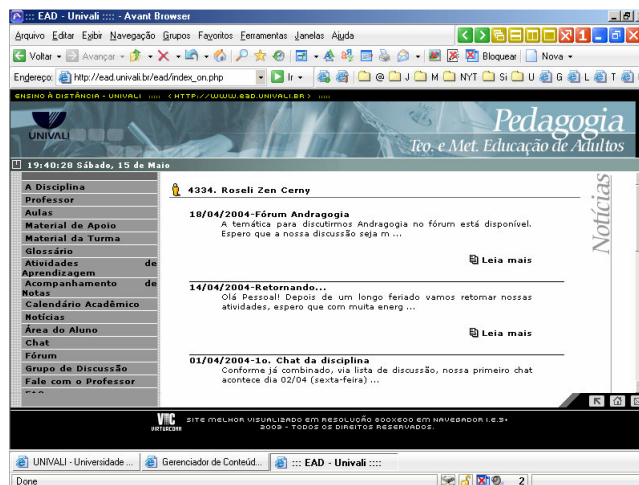 ::: EAD - Univali :::: - Avant Browser
Arquivo Editar Exibir Navegação Grupos Favoritos Ferramentas Janelas Ajuda
Voltar Avançar Bloquear Nova
Endereço: http://ead.univali.br/ead/index_on.php Ir @ J M NYT Si U G L T
ENSINO À DISTÂNCIA - UNIVALI ::::: <HTTP://WWW.EAD.UNIVALI.BR> :::::
UNIVALI
Pedagogia
Teo. e Met. Educação de Adultos
19:40:28 Sábado, 15 de Maio
A Disciplina
Professor
Aulas
Material de Apoio
Material da Turma
Glossário
Atividades de
Aprendizagem
Acompanhamento de
Notas
Calendário Acadêmico
Notícias
Área do Aluno
Chat
Fórum
Grupo de Discussão
Fale com o Professor
4334. Roseli Zen Cerny
Notícias
18/04/2004-Fórum Andragogia
A temática para discutirmos Andragogia no fórum está disponível.
Espero que a nossa discussão seja m ...
Leia mais
14/04/2004-Retornando...
Olá Pessoal! Depois de um longo feriado vamos retomar nossas
atividades, espero que com muita energ ...
Leia mais
01/04/2004-1o. Chat da disciplina
Conforme já combinado, via lista de discussão, nossa primeiro chat
acontece dia 02/04 (sexta-feira) ...
VIRTUACOM
SITE MELHOR VISUALIZADO EM RESOLUÇÃO 800X600 EM NAVEGADOR I.E.5+
2003 - TODOS OS DIREITOS RESERVADOS.
UNIVALI - Universidade ... Gerenciador de Conteúd... ::: EAD - Univali ::::
Done 2